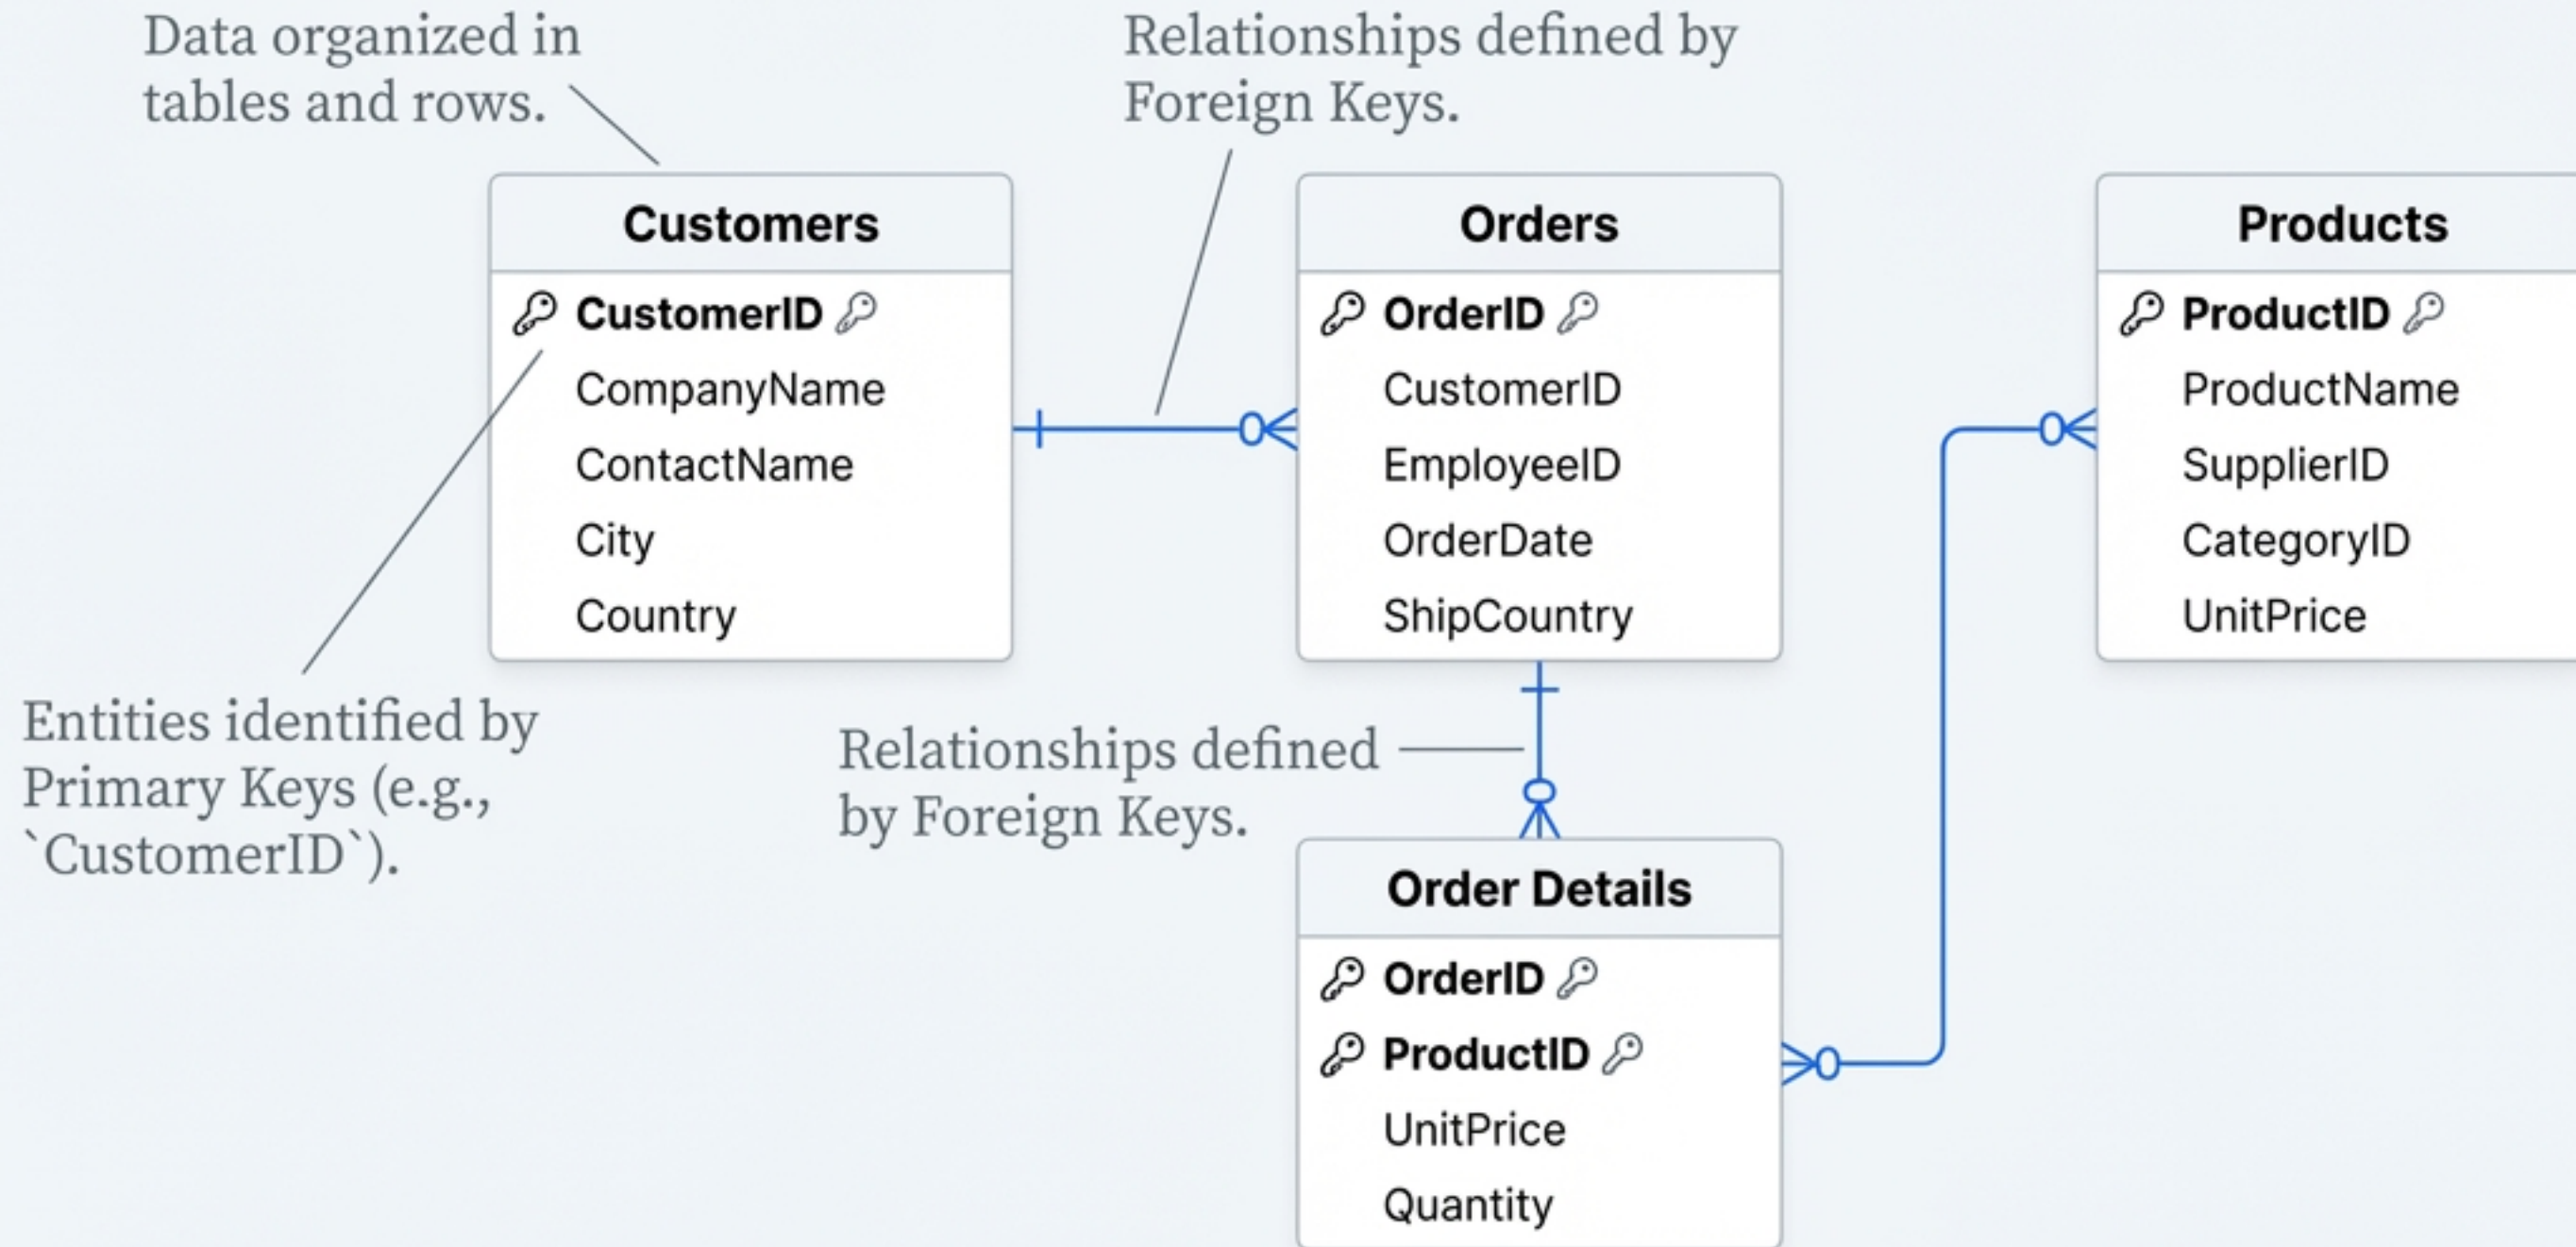 Data organized in
tables and rows.
Relationships defined by
Foreign Keys.
Customers
CustomerID
CompanyName
ContactName
City
Country
Orders
OrderID
CustomerID
EmployeeID
OrderDate
ShipCountry
Products
ProductID
ProductName
SupplierID
CategoryID
UnitPrice
Entities identified by
Primary Keys (e.g.,
`CustomerID`).
Relationships defined
by Foreign Keys.
Order Details
OrderID
ProductID
UnitPrice
Quantity